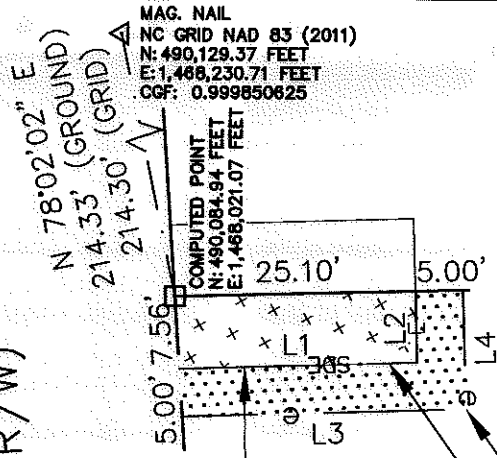 MAG. NAIL
NC GRID NAD 83 (2011)
N: 490,129.37 FEET
E:1,468,230.71 FEET
CGF: 0.999850625
N 78°02'02" E
214.33' (GROUND)
214.30' (GRID)
COMPUTED POINT
N: 490,084.94 FEET
E:1,468,021.07 FEET
25.10'
5.00'
7.56'
5.00'
L1
L2
L3
L4
SDE
R/W)